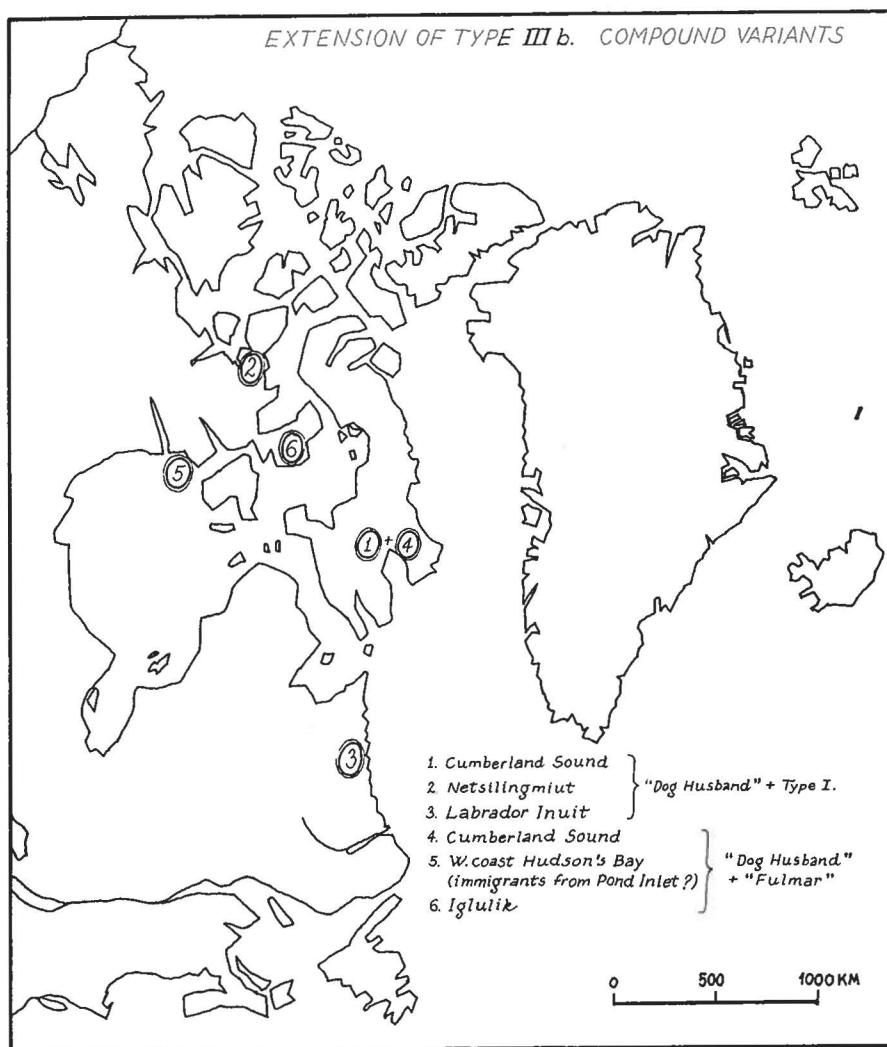 EXTENSION OF TYPE III b. COMPOUND VARIANTS
2
6
5
1 + 4
3
1. Cumberland Sound
2 Netsilingmiut
3. Labrador Inuit
"Dog Husband" + Type I.
4. Cumberland Sound
5. W.coast Hudson's Bay
(immigrants from Pond Inlet?)
6. Iglulik
"Dog Husband"
+ "Fulmar"
0 500 1000 KM